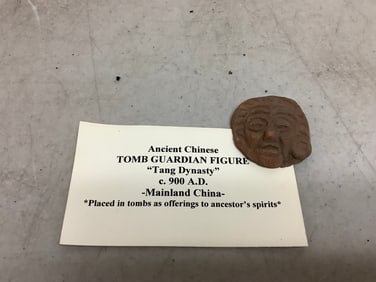 Ancient Chinese
TOMB GUARDIAN FIGURE
“Tang Dynasty”
c. 900 A.D.
-Mainland China-
*Placed in tombs as offerings to ancestor’s spirits*